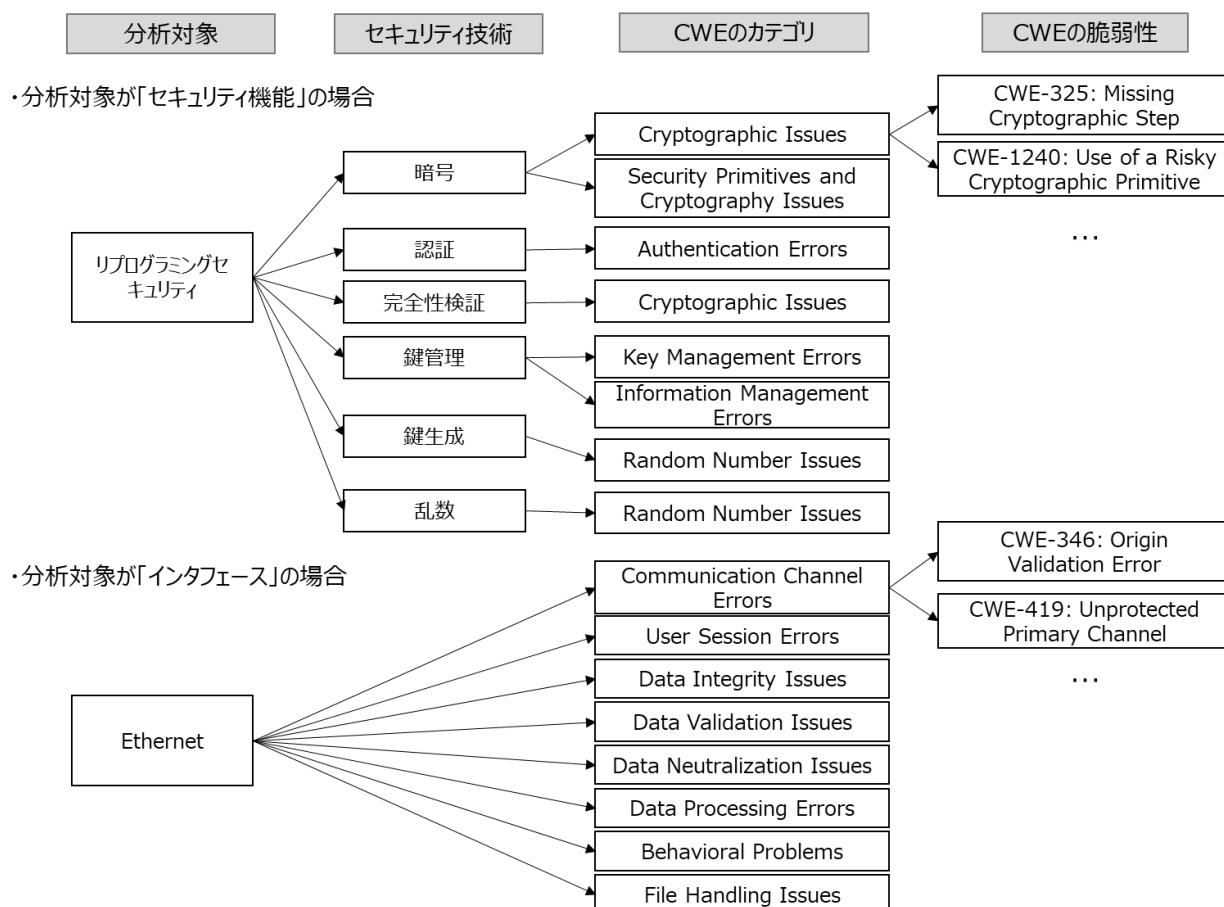 分析対象
セキュリティ技術
CWEのカテゴリ
CWEの脆弱性
・分析対象が「セキュリティ機能」の場合
リプログラミングセ
キュリティ
暗号
認証
完全性検証
鍵管理
鍵生成
乱数
Cryptographic Issues
Security Primitives and
Cryptography Issues
Authentication Errors
Cryptographic Issues
Key Management Errors
Information Management
Errors
Random Number Issues
Random Number Issues
CWE-325: Missing
Cryptographic Step
CWE-1240: Use of a Risky
Cryptographic Primitive
…
・分析対象が「インタフェース」の場合
Ethernet
Communication Channel
Errors
User Session Errors
Data Integrity Issues
Data Validation Issues
Data Neutralization Issues
Data Processing Errors
Behavioral Problems
File Handling Issues
CWE-346: Origin
Validation Error
CWE-419: Unprotected
Primary Channel
…